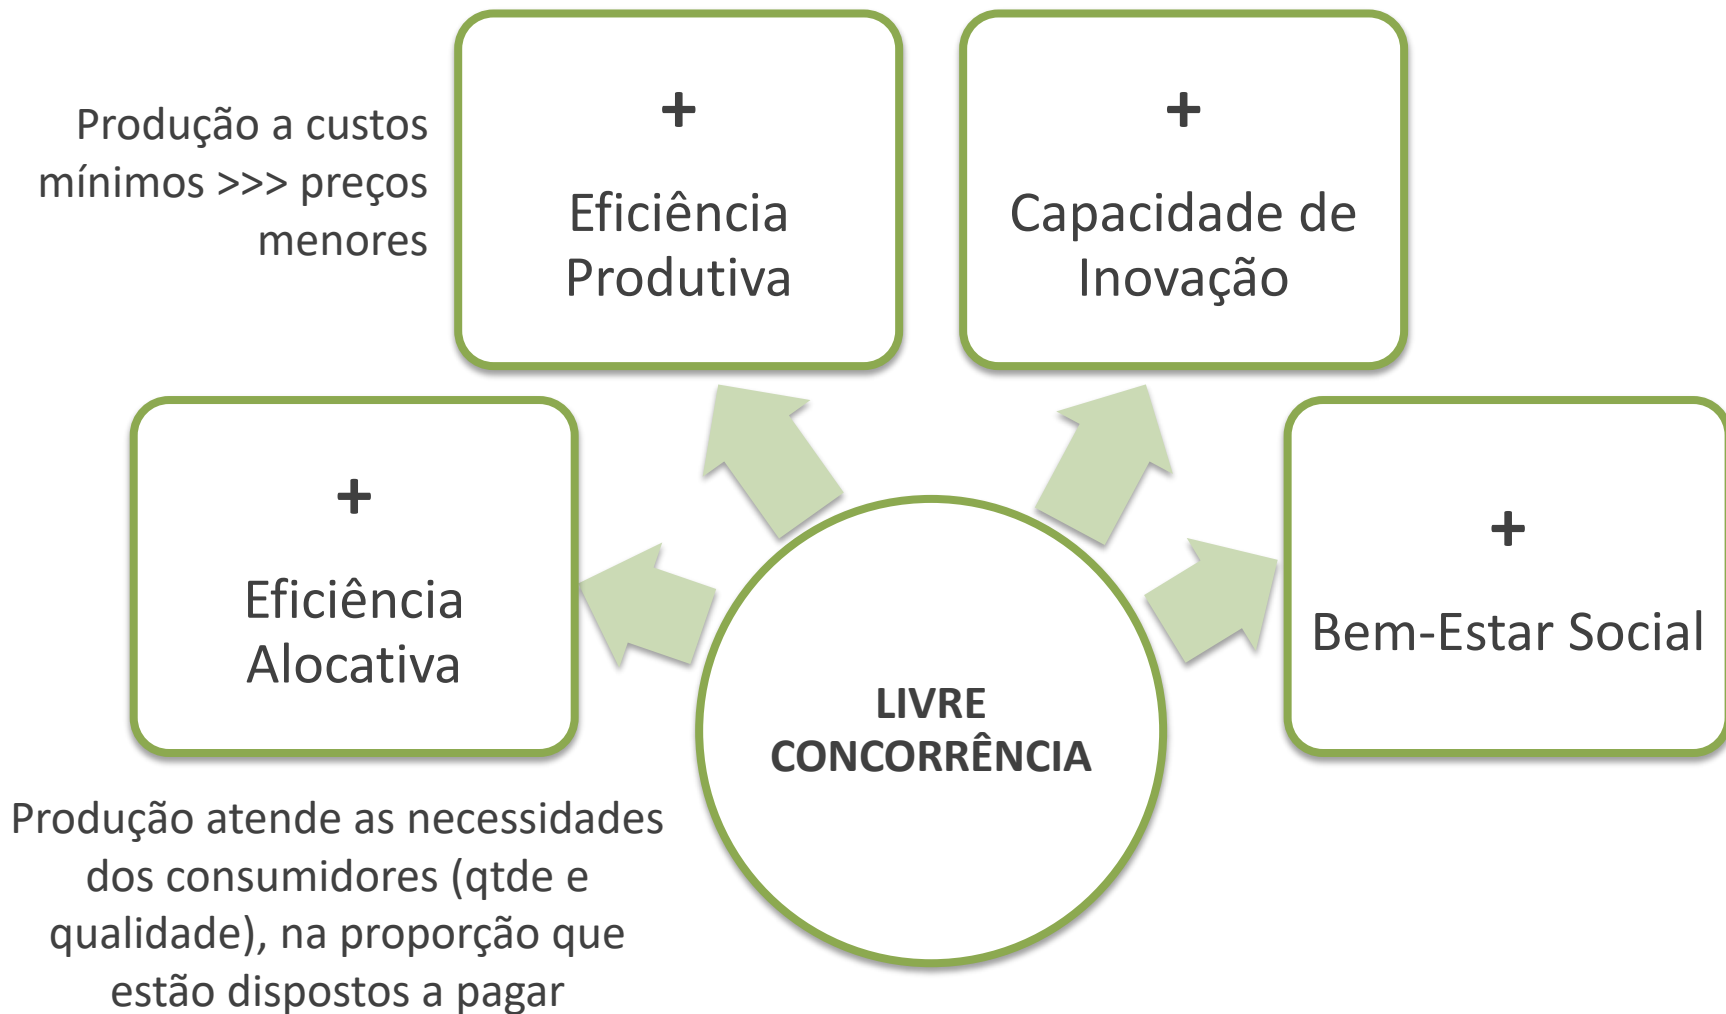 Produção a custos
mínimos >>> preços
menores
+
Eficiência
Produtiva
+
Capacidade de
Inovação
+
Eficiência
Alocativa
+
Bem-Estar Social
LIVRE
CONCORRÊNCIA
Produção atende as necessidades
dos consumidores (qtde e
qualidade), na proporção que
estão dispostos a pagar